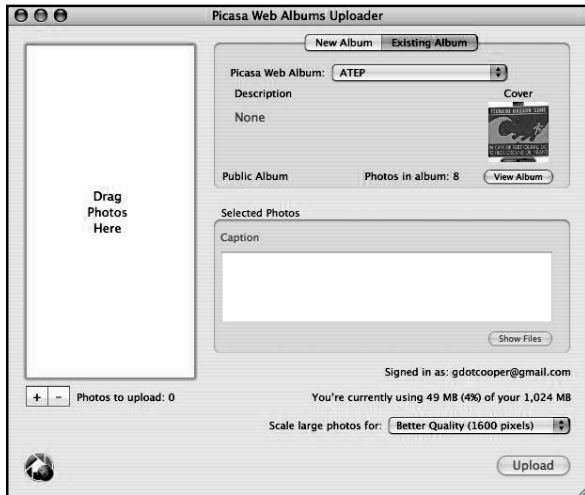 Picasa Web Albums Uploader
New Album Existing Album
Picasa Web Album: ATEP
Description Cover
None
TSUNAMI HAZARD ZONE
Public Album Photos in album: 8 View Album
Drag
Photos
Here
Selected Photos
Caption
Show Files
Signed in as: gdotcooper@gmail.com
+ - Photos to upload: 0 You're currently using 49 MB (4%) of your 1,024 MB
Scale large photos for: Better Quality (1600 pixels)
Upload